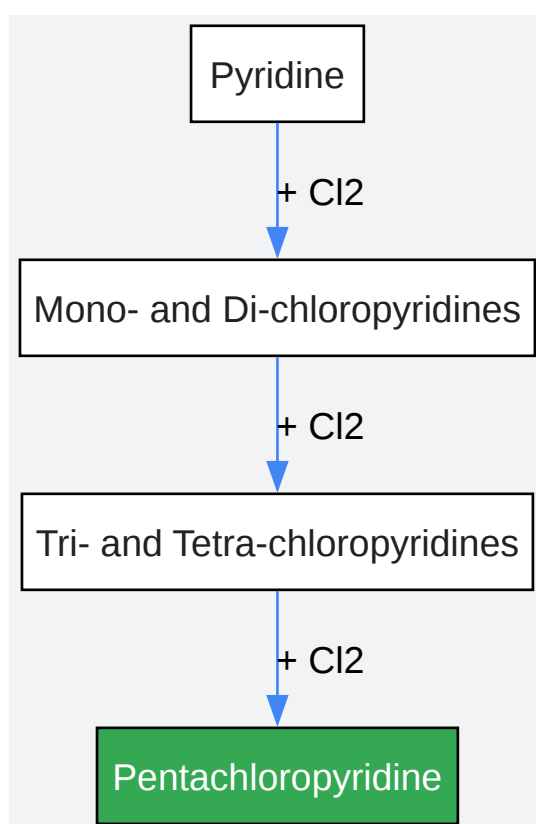 Pyridine
+ Cl2
Mono- and Di-chloropyridines
+ Cl2
Tri- and Tetra-chloropyridines
+ Cl2
Pentachloropyridine